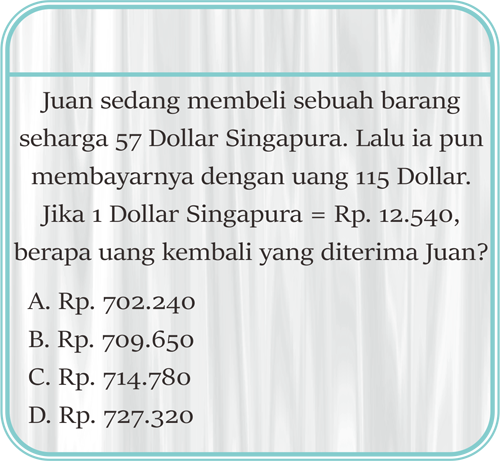 Juan sedang membeli sebuah barang
seharga 57 Dollar Singapura. Lalu ia pun
membayarnya dengan uang 115 Dollar.
Jika 1 Dollar Singapura = Rp. 12.540,
berapa uang kembali yang diterima Juan?
A. Rp. 702.240
B. Rp. 709.650
C. Rp. 714.780
D. Rp. 727.320